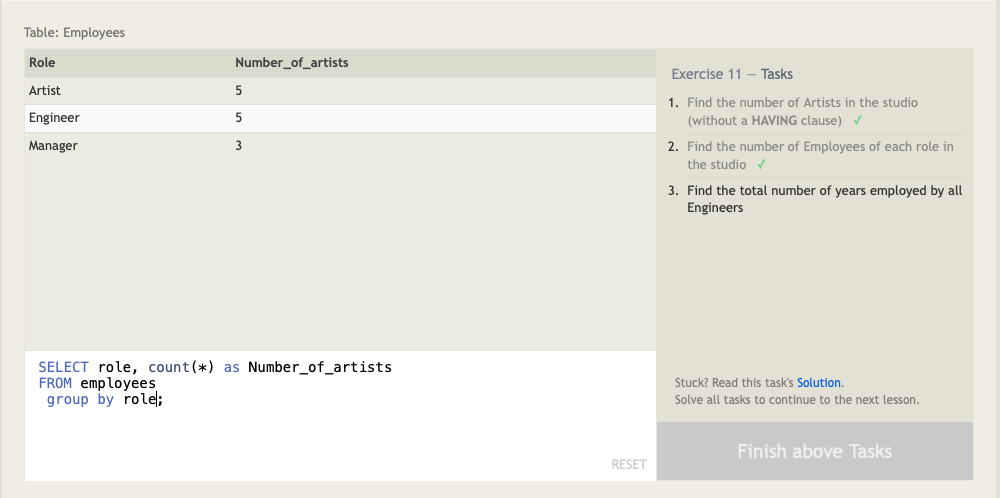 Table: Employees
Role Number_of_artists
Artist 5
Engineer 5
Manager 3
SELECT role, count(*) as Number_of_artists
FROM employees
group by role;
RESET
Exercise 11 — Tasks
1. Find the number of Artists in the studio
(without a HAVING clause) ✓
2. Find the number of Employees of each role in
the studio ✓
3. Find the total number of years employed by all
Engineers
Stuck? Read this task's Solution.
Solve all tasks to continue to the next lesson.
Finish above Tasks